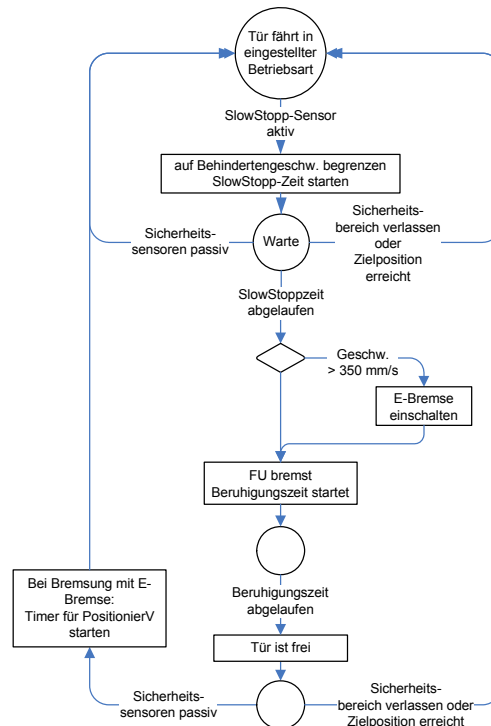 Tür fährt in
eingestellter
Betriebsart
SlowStopp-Sensor
aktiv
auf Behindertengeschw. begrenzen
SlowStopp-Zeit starten
Sicherheits-
sensoren passiv
Warte
Sicherheits-
bereich verlassen
oder
Zielposition
erreicht
SlowStoppzeit
abgelaufen
Geschw.
> 350 mm/s
E-Bremse
einschalten
FU bremst
Beruhigungszeit startet
Beruhigungszeit
abgelaufen
Bei Bremsung mit E-
Bremse:
Timer für PositionierV
starten
Tür ist frei
Sicherheits-
sensoren passiv
Sicherheits-
bereich verlassen oder
Zielposition erreicht